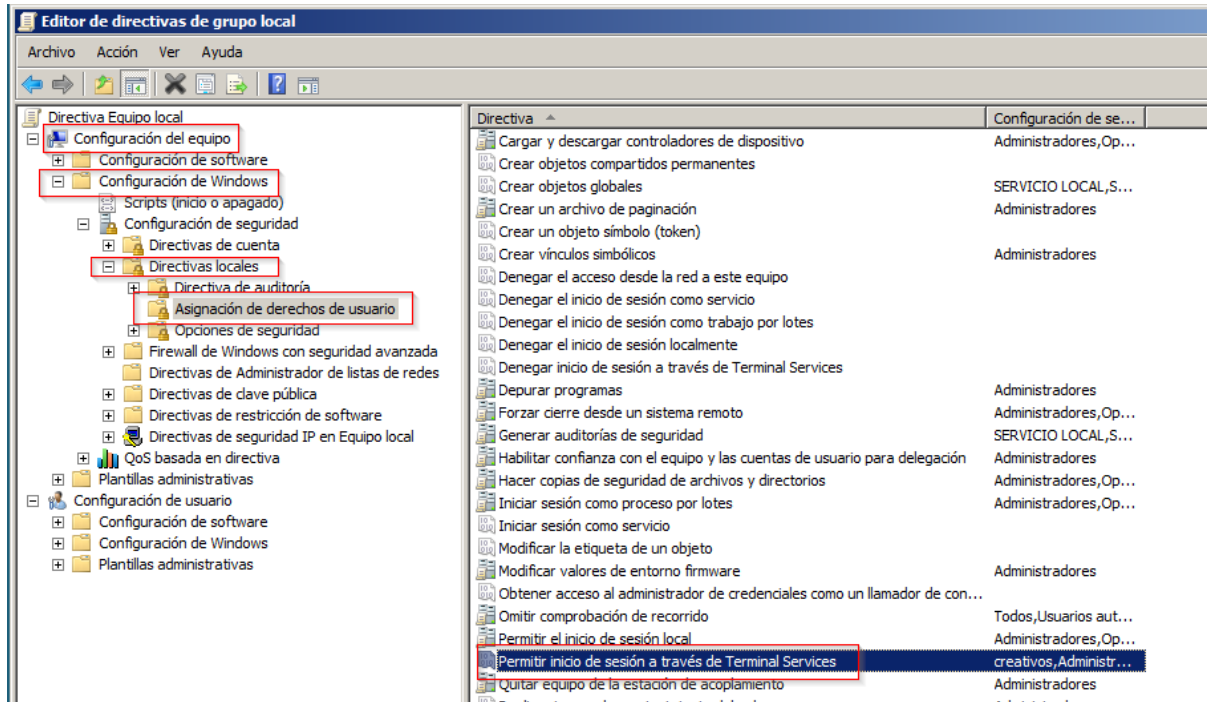 Editor de directivas de grupo local
Archivo Acción Ver Ayuda
Directiva Equipo local
Configuración del equipo
Configuración de software
Configuración de Windows
Scripts (inicio o apagado)
Configuración de seguridad
Directivas de cuenta
Directivas locales
Directiva de auditoría
Asignación de derechos de usuario
Opciones de seguridad
Firewall de Windows con seguridad avanzada
Directivas de Administrador de listas de redes
Directivas de clave pública
Directivas de restricción de software
Directivas de seguridad IP en Equipo local
QoS basada en directiva
Plantillas administrativas
Configuración de usuario
Configuración de software
Configuración de Windows
Plantillas administrativas
Directiva Configuración de se...
Cargar y descargar controladores de dispositivo Administradores,Op...
Crear objetos compartidos permanentes
Crear objetos globales SERVICIO LOCAL,S...
Crear un archivo de paginación Administradores
Crear un objeto símbolo (token)
Crear vínculos simbólicos Administradores
Denegar el acceso desde la red a este equipo
Denegar el inicio de sesión como servicio
Denegar el inicio de sesión como trabajo por lotes
Denegar el inicio de sesión localmente
Denegar inicio de sesión a través de Terminal Services
Depurar programas Administradores
Forzar cierre desde un sistema remoto Administradores,Op...
Generar auditorías de seguridad SERVICIO LOCAL,S...
Habilitar confianza con el equipo y las cuentas de usuario para delegación Administradores
Hacer copias de seguridad de archivos y directorios Administradores,Op...
Iniciar sesión como proceso por lotes Administradores,Op...
Iniciar sesión como servicio
Modificar la etiqueta de un objeto
Modificar valores de entorno firmware Administradores
Obtener acceso al administrador de credenciales como un llamador de con...
Omitir comprobación de recorrido Todos,Usuarios aut...
Permitir el inicio de sesión local Administradores,Op...
Permitir inicio de sesión a través de Terminal Services creativos,Administr...
Quitar equipo de la estación de acoplamiento Administradores